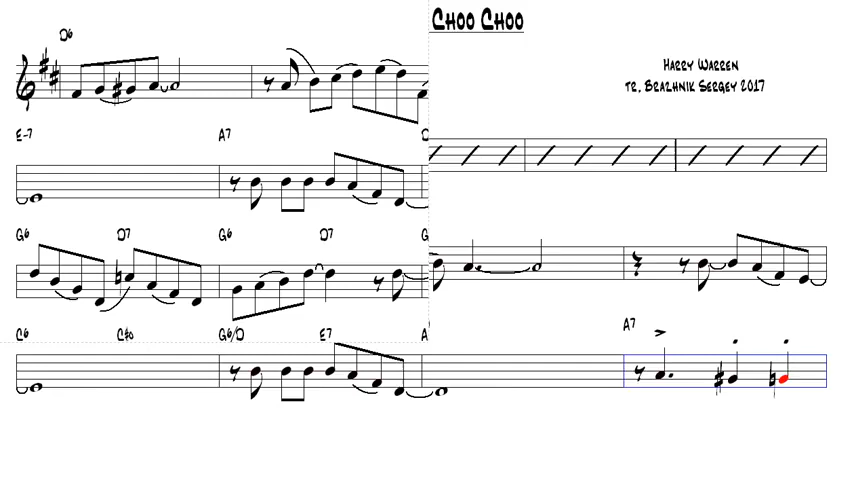 Choo Choo
Harry Warren
tr. Brazhnik Sergey 2017
D6
E-7 A7
G6 D7 G6 D7
C6 C#o G6/D E7 A
A7